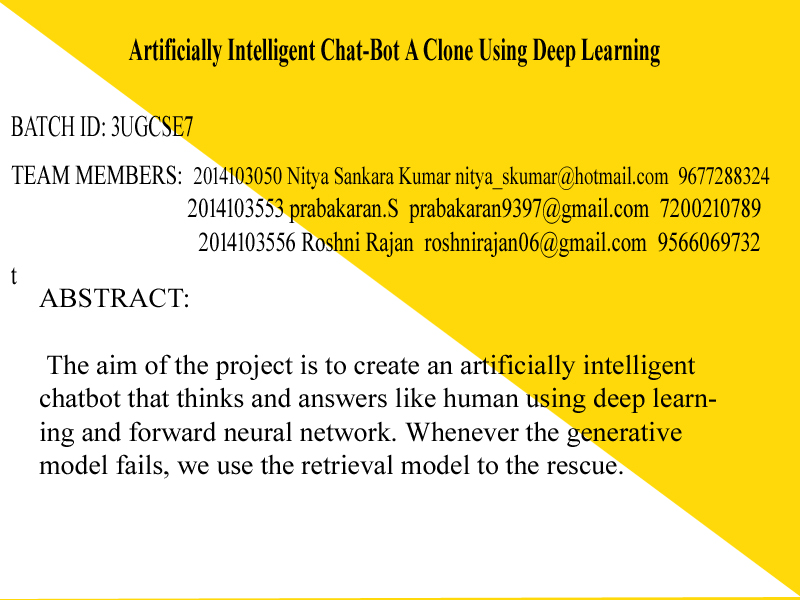 Artificially Intelligent Chat-Bot A Clone Using Deep Learning
BATCH ID: 3UGCSE7
TEAM MEMBERS: 2014103050 Nitya Sankara Kumar nitya_skumar@hotmail.com 9677288324
2014103553 prabakaran.S prabakaran9397@gmail.com 7200210789
2014103556 Roshni Rajan roshnirajan06@gmail.com 9566069732
t
ABSTRACT:
The aim of the project is to create an artificially intelligent
chatbot that thinks and answers like human using deep learn-
ing and forward neural network. Whenever the generative
model fails, we use the retrieval model to the rescue.